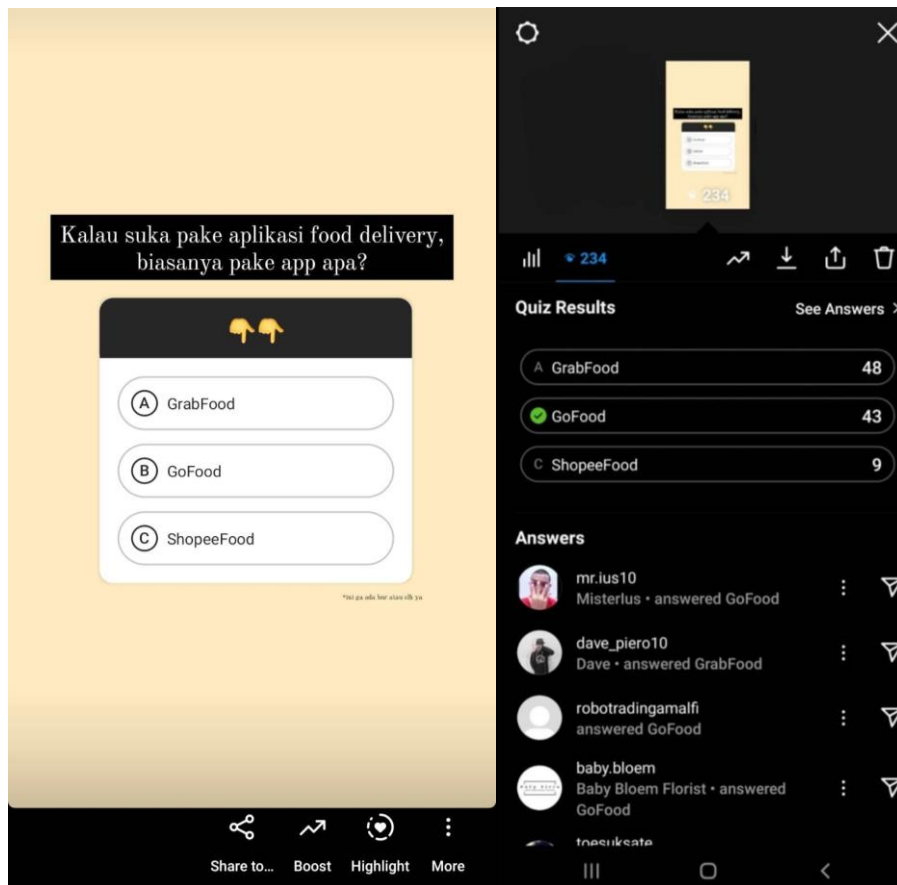 Kalau suka pake aplikasi food delivery,
biasanya pake app apa?
A GrabFood
B GoFood
C ShopeeFood
Share to...
Boost
Highlight
More
234
234
Quiz Results
See Answers
A GrabFood
48
GoFood
43
C ShopeeFood
9
Answers
mr.ius10
MisterIus • answered GoFood
dave_piero10
Dave • answered GrabFood
robotradingamalfi
answered GoFood
baby.bloem
Baby Bloem Florist • answered
GoFood
toesuksate